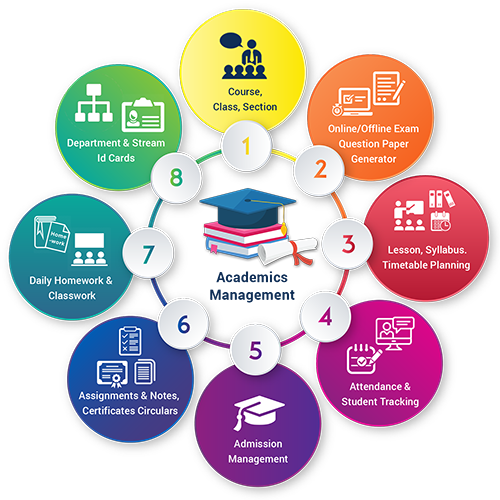 Course,
Class, Section
1
Online/Offline Exam
Question Paper
Generator
2
Lesson, Syllabus.
Timetable Planning
3
Attendance &
Student Tracking
4
Admission
Management
5
Assignments & Notes,
Certificates Circulars
6
Home
-work
Daily Homework &
Classwork
7
Department & Stream
Id Cards
8
Academics
Management